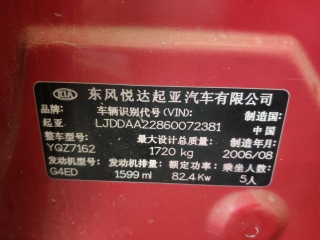 KIA 东风悦达起亚汽车有限公司
起亚 车辆识别代号(VIN): 制造国:
LJDDAA22860072381 中国
整车型号: 最大设计总质量: 制造年月:
YQZ7162 1720 kg 2006/08
发动机型号: 发动机排量: 额定功率: 乘坐人数:
G4ED 1599 ml 82.4 Kw 5人